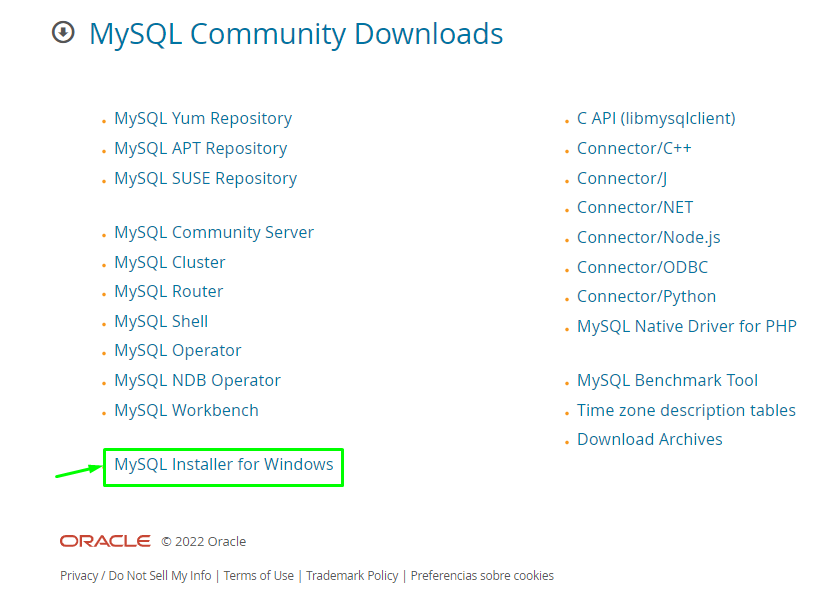 MySQL Community Downloads
MySQL Yum Repository
MySQL APT Repository
MySQL SUSE Repository
MySQL Community Server
MySQL Cluster
MySQL Router
MySQL Shell
MySQL Operator
MySQL NDB Operator
MySQL Workbench
MySQL Installer for Windows
C API (libmysqlclient)
Connector/C++
Connector/J
Connector/NET
Connector/Node.js
Connector/ODBC
Connector/Python
MySQL Native Driver for PHP
MySQL Benchmark Tool
Time zone description tables
Download Archives
ORACLE © 2022 Oracle
Privacy / Do Not Sell My Info | Terms of Use | Trademark Policy | Preferencias sobre cookies